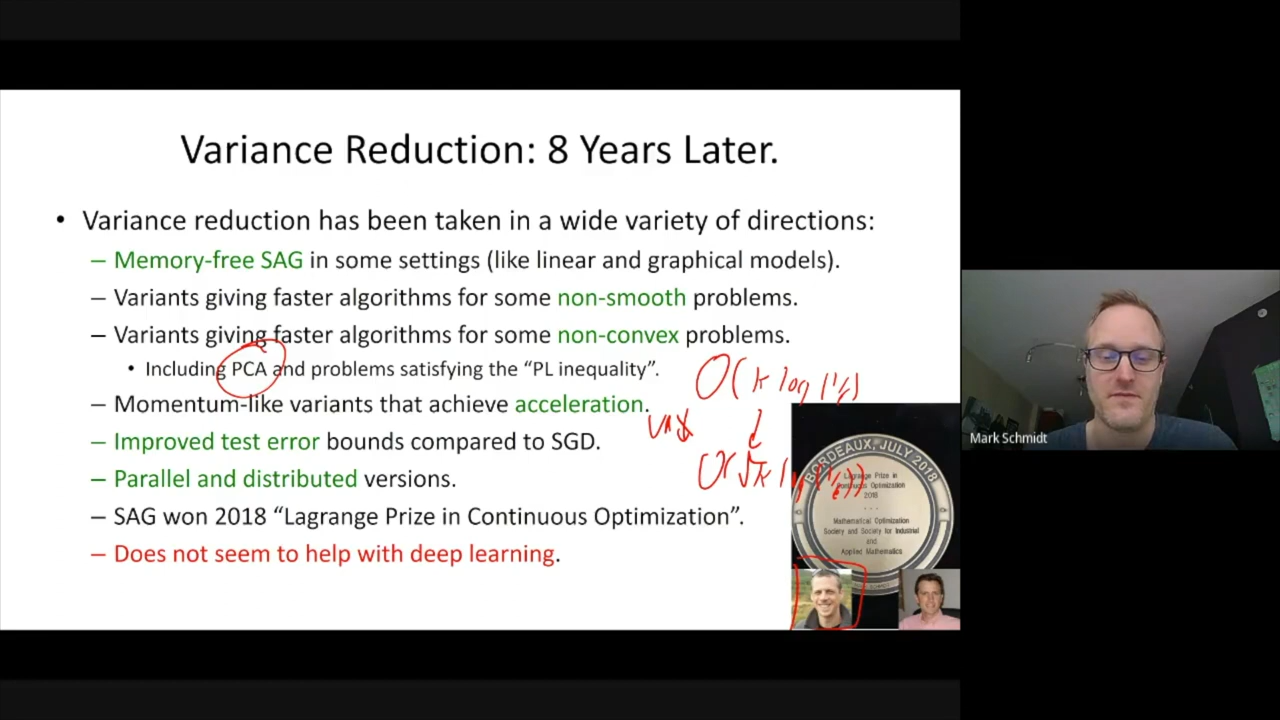 Variance Reduction: 8 Years Later.
• Variance reduction has been taken in a wide variety of directions:
– Memory-free SAG in some settings (like linear and graphical models).
– Variants giving faster algorithms for some non-smooth problems.
– Variants giving faster algorithms for some non-convex problems.
• Including PCA and problems satisfying the “PL inequality”.
O(κ log(1/ε)
– Momentum-like variants that achieve acceleration.
O(√κ log(1/ε))
– Improved test error bounds compared to SGD.
– Parallel and distributed versions.
– SAG won 2018 “Lagrange Prize in Continuous Optimization”.
– Does not seem to help with deep learning.
BORDEAUX, JULY 2018
Lagrange Prize in
Continuous Optimization
2018
Mathematical Optimization
Society and Society for Industrial
and
Applied Mathematics
Mark Schmidt